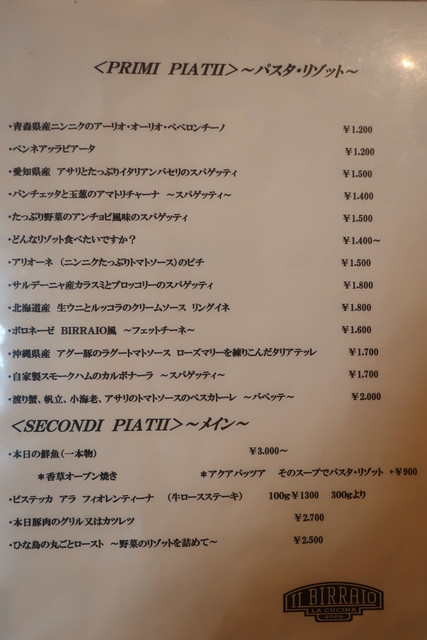 ＜PRIMI PIATII＞～パスタ・リゾット～
・青森県産ニンニクのアーリオ・オーリオ・ペペロンチーノ ￥1.200
・ペンネアッラビアータ ￥1.200
・愛知県産 アサリとたっぷりイタリアンパセリのスパゲッティ ￥1.500
・パンチェッタと玉葱のアマトリチャーナ ～スパゲッティ～ ￥1.400
・たっぷり野菜のアンチョビ風味のスパゲッティ ￥1.500
・どんなリゾット食べたいですか？ ￥1.400～
・アリオーネ （ニンニクたっぷりトマトソース）のピチ ￥1.500
・サルデーニャ産カラスミとブロッコリーのスパゲッティ ￥1.800
・北海道産 生ウニとルッコラのクリームソース リングイネ ￥1.800
・ボロネーゼ BIRRAIO風 ～フェットチーネ～ ￥1.600
・沖縄県産 アグー豚のラグートマトソース ローズマリーを練りこんだタリアテッレ ￥1.700
・自家製スモークハムのカルボナーラ ～スパゲッティ～ ￥1.700
・渡り蟹、帆立、小海老、アサリのトマトソースのペスカトーレ ～バベッテ～ ￥2.000
＜SECONDI PIATII＞～メイン～
・本日の鮮魚（一本物） ￥3.000～
＊香草オーブン焼き ＊アクアパッツア そのスープでパスタ・リゾット +￥900
・ビステッカ アラ フィオレンティーナ （牛ロースステーキ） 100g￥1300 300gより
・本日豚肉のグリル又はカツレツ ￥2.700
・ひな鳥の丸ごとロースト ～野菜のリゾットを詰めて～ ￥2.500
IL BIRRAIO
LA CUCINA
2009